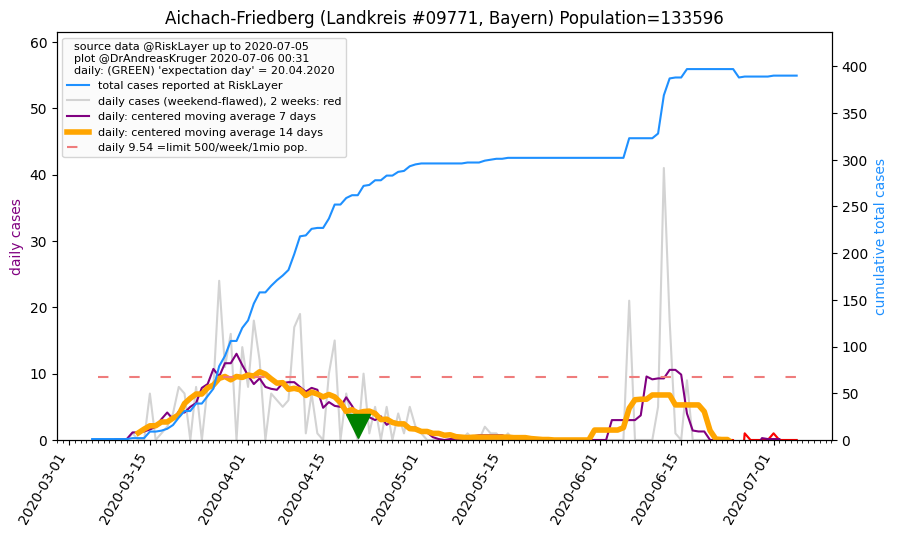 Aichach-Friedberg (Landkreis #09771, Bayern) Population=133596
source data @RiskLayer up to 2020-07-05
plot @DrAndreasKruger 2020-07-06 00:31
daily: (GREEN) 'expectation day' = 20.04.2020
total cases reported at RiskLayer
daily cases (weekend-flawed), 2 weeks: red
daily: centered moving average 7 days
daily: centered moving average 14 days
daily 9.54 =limit 500/week/1mio pop.
daily cases
60
50
40
30
20
10
0
cumulative total cases
400
350
300
250
200
150
100
50
0
2020-03-01
2020-03-15
2020-04-01
2020-04-15
2020-05-01
2020-05-15
2020-06-01
2020-06-15
2020-07-01